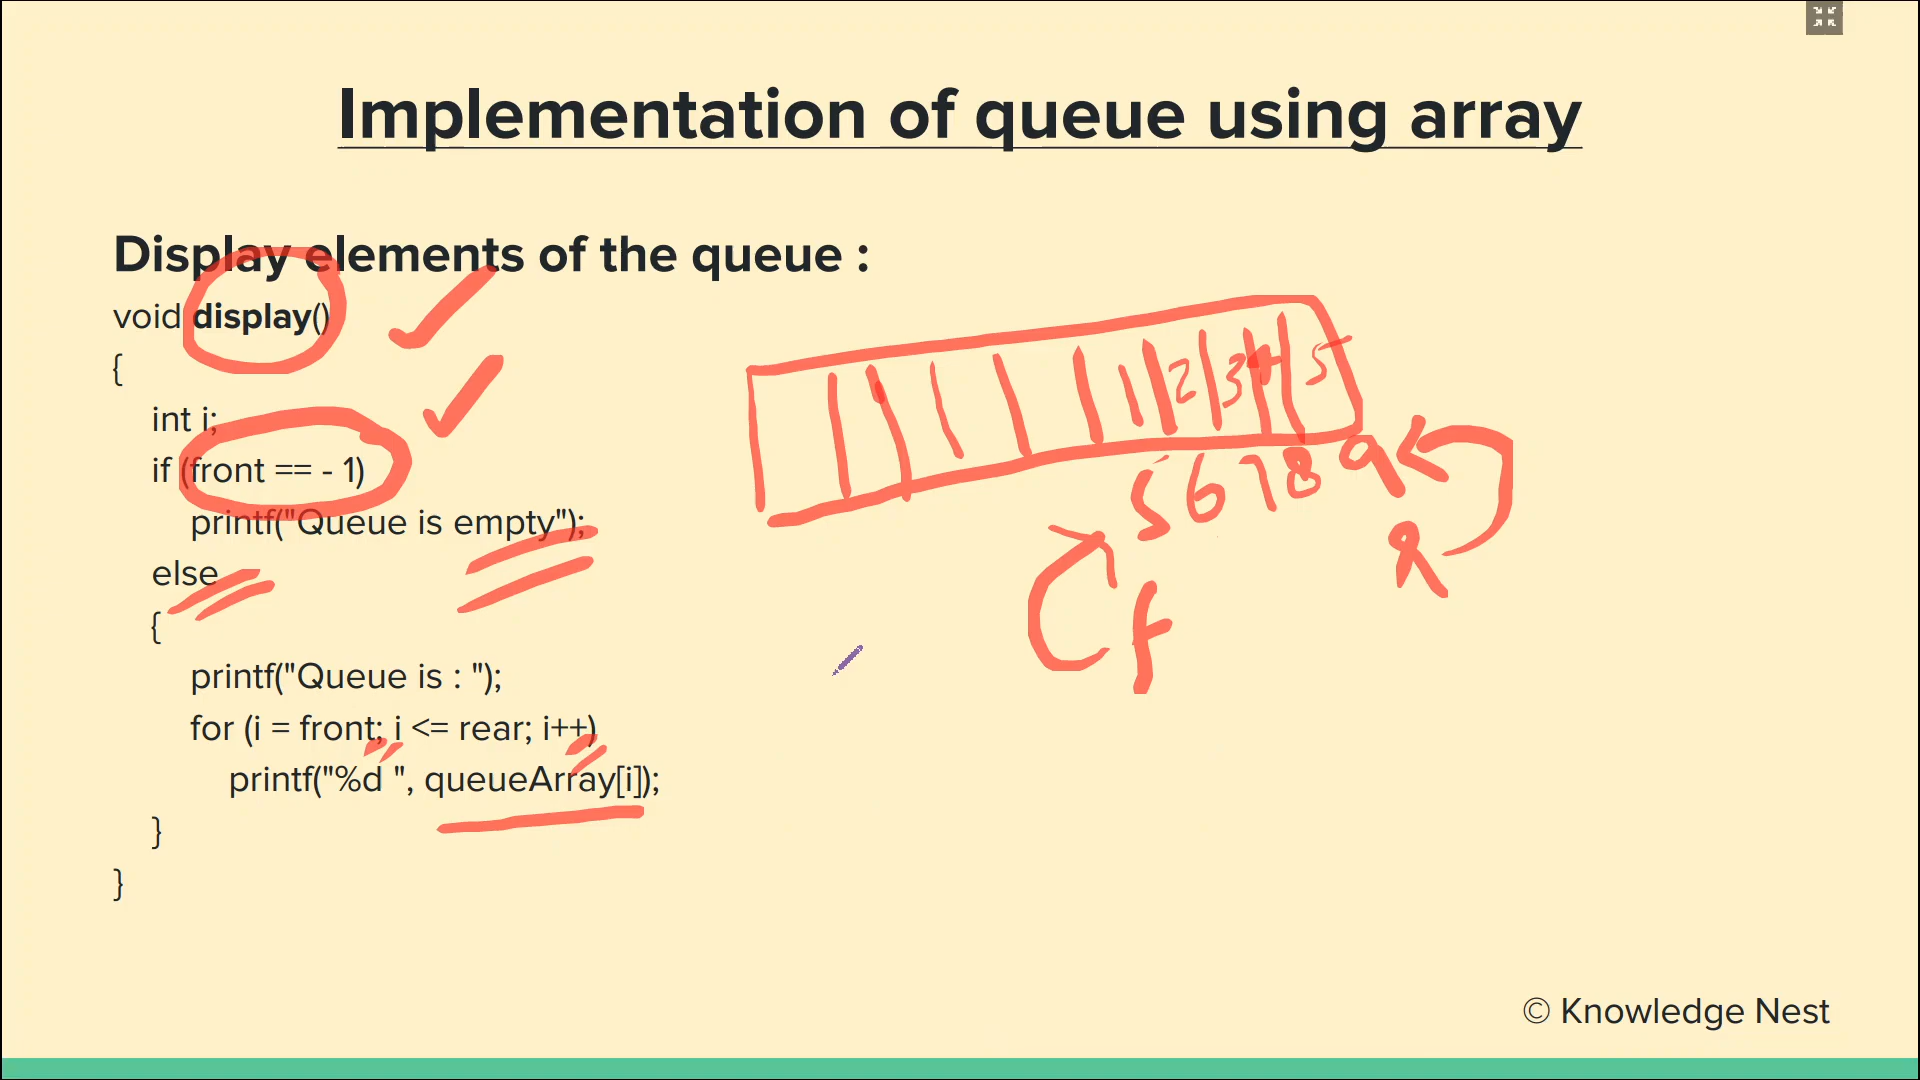 Implementation of queue using array
Display elements of the queue :
void display()
{
int i;
if (front == - 1)
printf("Queue is empty");
else
{
printf("Queue is : ");
for (i = front; i <= rear; i++)
printf("%d ", queueArray[i]);
}
}
1 2 3 4 5
5 6 7 8 9
f
R
© Knowledge Nest